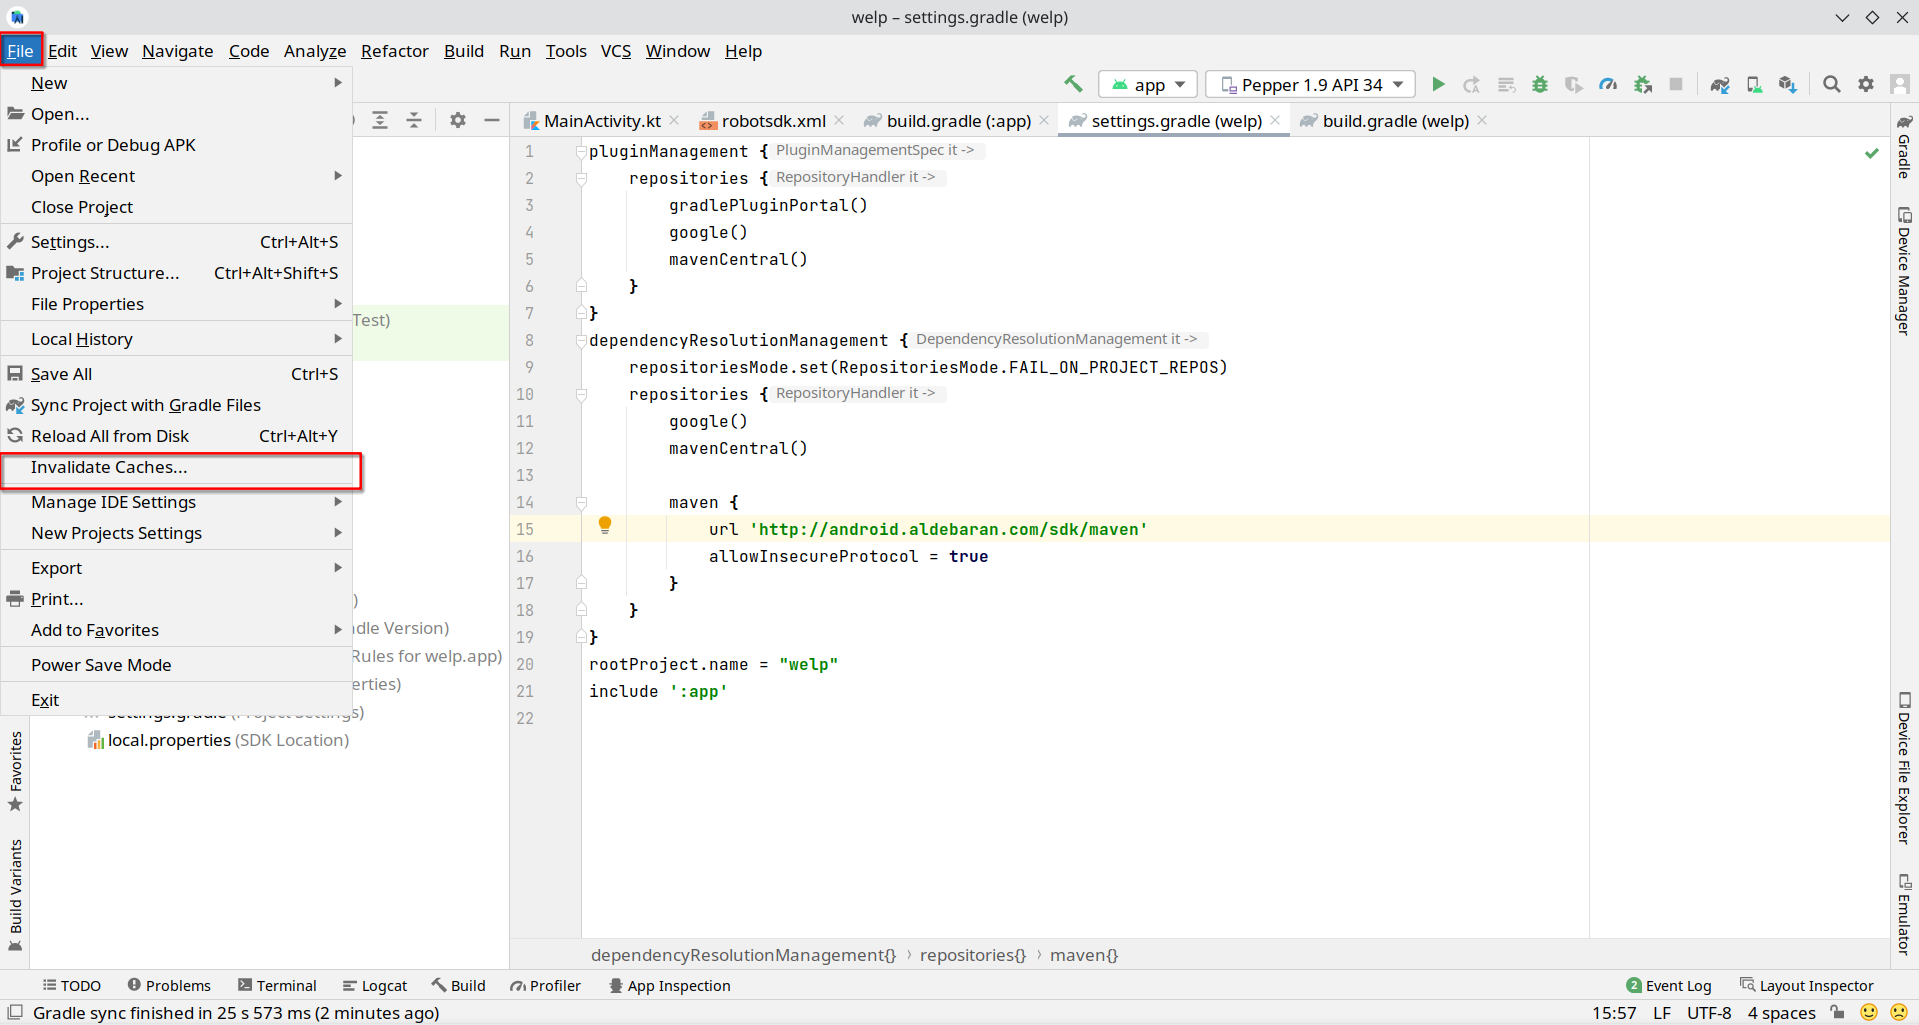 welp – settings.gradle (welp)
File Edit View Navigate Code Analyze Refactor Build Run Tools VCS Window Help
app Pepper 1.9 API 34
New
Open...
Profile or Debug APK
Open Recent
Close Project
Settings... Ctrl+Alt+S
Project Structure... Ctrl+Alt+Shift+S
File Properties
Local History
Save All Ctrl+S
Sync Project with Gradle Files
Reload All from Disk Ctrl+Alt+Y
Invalidate Caches...
Manage IDE Settings
New Projects Settings
Export
Print...
Add to Favorites
Power Save Mode
Exit
Test)
)
dle Version)
Rules for welp.app)
erties)
settings.gradle (Project Settings)
local.properties (SDK Location)
MainActivity.kt robotsdk.xml build.gradle (:app) settings.gradle (welp) build.gradle (welp)
1 pluginManagement { PluginManagementSpec it ->
2 repositories { RepositoryHandler it ->
3 gradlePluginPortal()
4 google()
5 mavenCentral()
6 }
7 }
8 dependencyResolutionManagement { DependencyResolutionManagement it ->
9 repositoriesMode.set(RepositoriesMode.FAIL_ON_PROJECT_REPOS)
10 repositories { RepositoryHandler it ->
11 google()
12 mavenCentral()
13
14 maven {
15 url 'http://android.aldebaran.com/sdk/maven'
16 allowInsecureProtocol = true
17 }
18 }
19 }
20 rootProject.name = "welp"
21 include ':app'
22
dependencyResolutionManagement{} › repositories{} › maven{}
Favorites
Build Variants
Gradle
Device Manager
Device File Explorer
Emulator
TODO Problems Terminal Logcat Build Profiler App Inspection 2 Event Log Layout Inspector
Gradle sync finished in 25 s 573 ms (2 minutes ago) 15:57 LF UTF-8 4 spaces